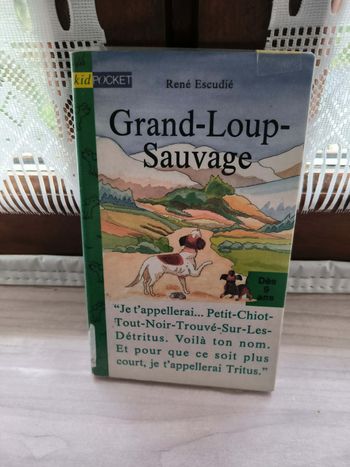 kid POCKET
René Escudié
Grand-Loup-
Sauvage
Dès
9
ans
“Je t'appellerai... Petit-Chiot-
Tout-Noir-Trouvé-Sur-Les-
Détritus. Voilà ton nom.
Et pour que ce soit plus
court, je t'appellerai Tritus.”